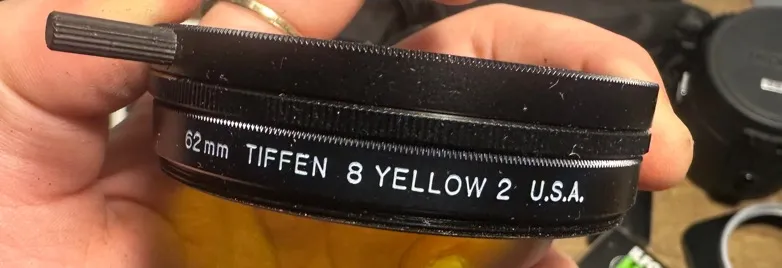 62mm TIFFEN 8 YELLOW 2 U.S.A.